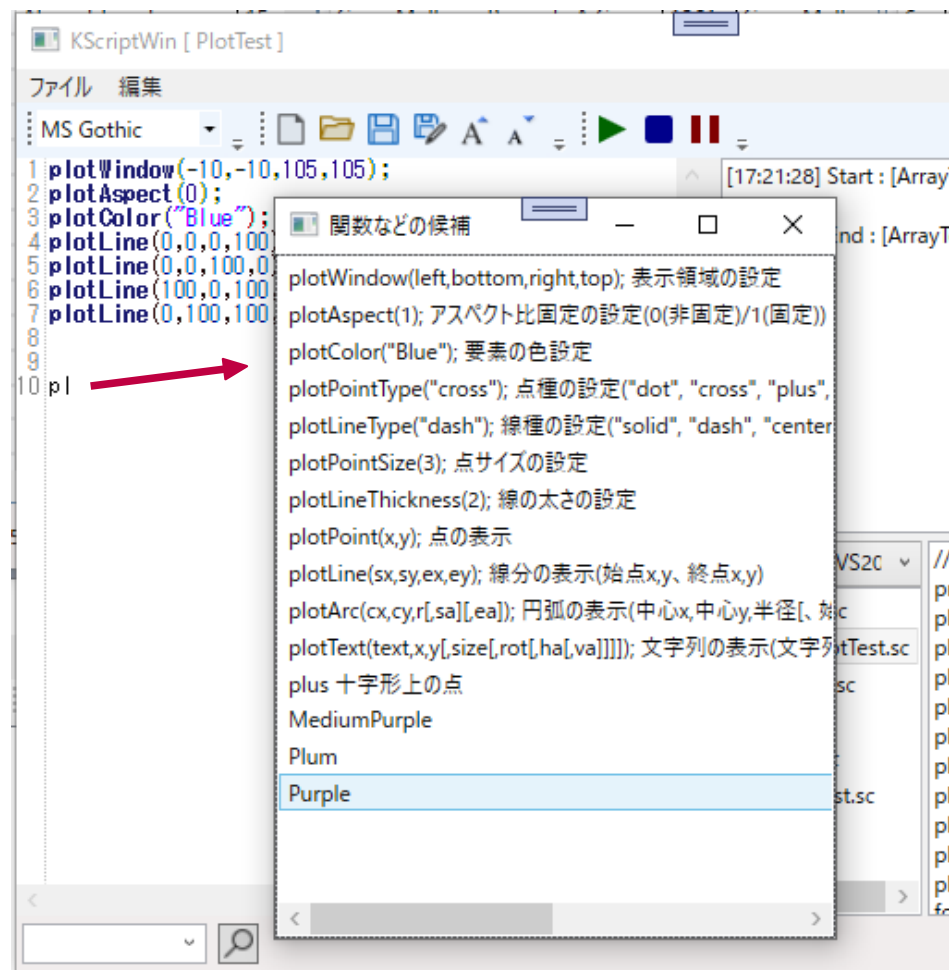 KScriptWin [ PlotTest ]
ファイル 編集
MS Gothic
1 plotWindow(-10,-10,105,105);
2 plotAspect(0);
3 plotColor("Blue");
4 plotLine(0,0,0,100)
5 plotLine(0,0,100,0)
6 plotLine(100,0,100
7 plotLine(0,100,100
8
9
10 pl
[17:21:28] Start : [Array
nd : [ArrayT
関数などの候補
plotWindow(left,bottom,right,top); 表示領域の設定
plotAspect(1); アスペクト比固定の設定(0(非固定)/1(固定))
plotColor("Blue"); 要素の色設定
plotPointType("cross"); 点種の設定("dot", "cross", "plus",
plotLineType("dash"); 線種の設定("solid", "dash", "center
plotPointSize(3); 点サイズの設定
plotLineThickness(2); 線の太さの設定
plotPoint(x,y); 点の表示
plotLine(sx,sy,ex,ey); 線分の表示(始点x,y、終点x,y)
plotArc(cx,cy,r[,sa][,ea]); 円弧の表示(中心x,中心y,半径[、始
plotText(text,x,y[,size[,rot[,ha[,va]]]]); 文字列の表示(文字列
plus 十字形上の点
MediumPurple
Plum
Purple
VS20
c
tTest.sc
sc
st.sc
//
pl
pl
pl
pl
pl
pl
pl
pl
pl
pl